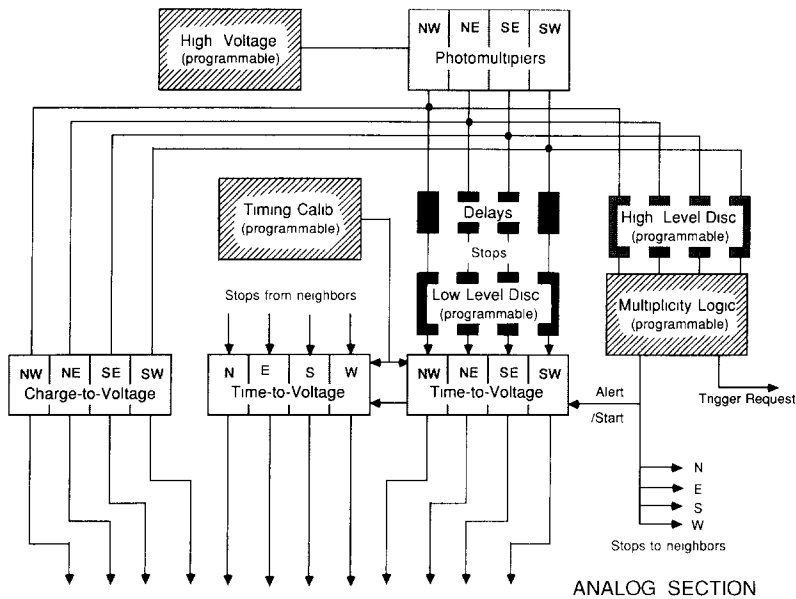 High Voltage
(programmable)
NW NE SE SW
Photomultipliers
Timing Calib
(programmable)
Delays
Stops
High Level Disc
(programmable)
Stops from neighbors
Low Level Disc
(programmable)
Multiplicity Logic
(programmable)
NW NE SE SW
Charge-to-Voltage
N E S W
Time-to-Voltage
NW NE SE SW
Time-to-Voltage
Alert
/Start
Trigger Request
N
E
S
W
Stops to neighbors
ANALOG SECTION